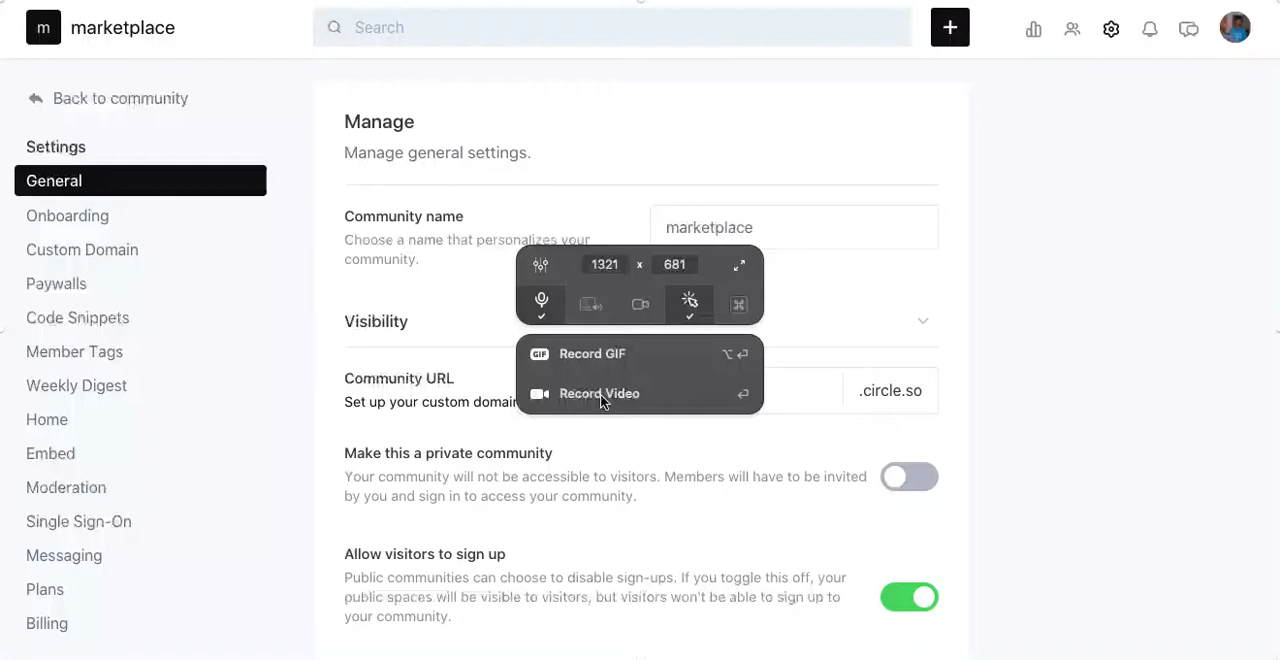 m marketplace
Search
+
Back to community
Settings
General
Onboarding
Custom Domain
Paywalls
Code Snippets
Member Tags
Weekly Digest
Home
Embed
Moderation
Single Sign-On
Messaging
Plans
Billing
Manage
Manage general settings.
Community name
Choose a name that personalizes your
community.
marketplace
1321 x 681
GIF Record GIF ⌥ ↩
Record Video ↩
Visibility
Community URL
Set up your custom domain
.circle.so
Make this a private community
Your community will not be accessible to visitors. Members will have to be invited
by you and sign in to access your community.
Allow visitors to sign up
Public communities can choose to disable sign-ups. If you toggle this off, your
public spaces will be visible to visitors, but visitors won't be able to sign up to
your community.